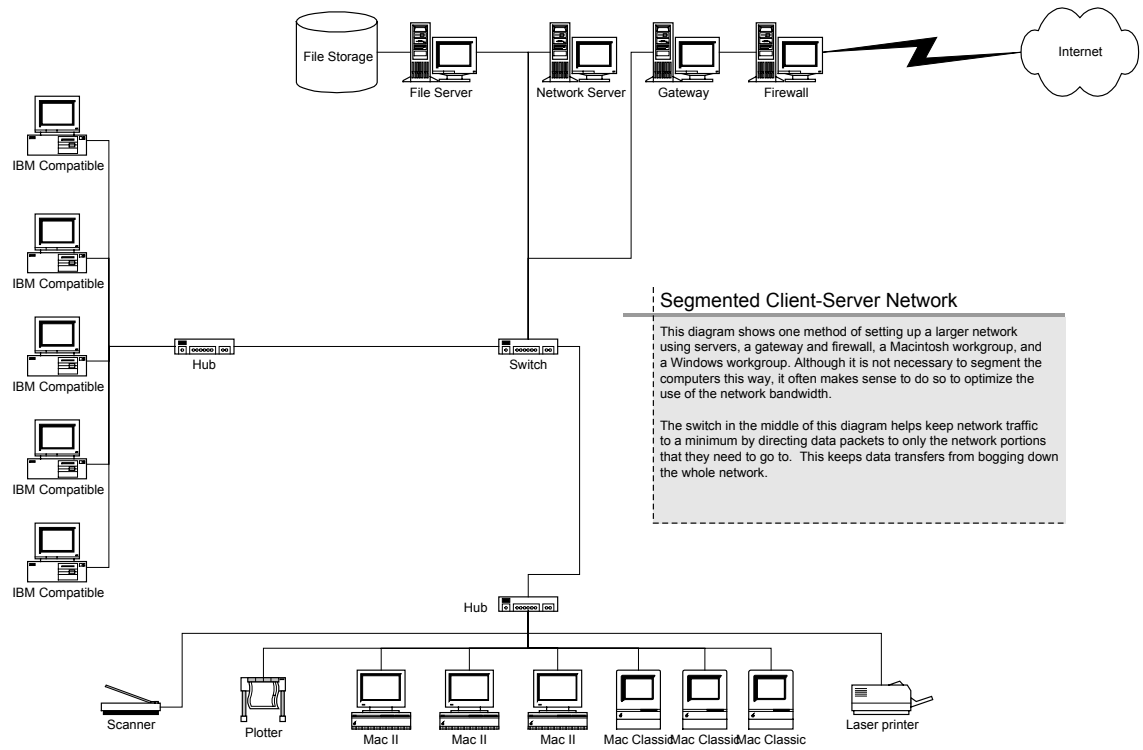 File Storage
File Server
Network Server
Gateway
Firewall
Internet
IBM Compatible
IBM Compatible
IBM Compatible
IBM Compatible
IBM Compatible
Hub
Switch
Segmented Client-Server Network
This diagram shows one method of setting up a larger network
using servers, a gateway and firewall, a Macintosh workgroup, and
a Windows workgroup. Although it is not necessary to segment the
computers this way, it often makes sense to do so to optimize the
use of the network bandwidth.
The switch in the middle of this diagram helps keep network traffic
to a minimum by directing data packets to only the network portions
that they need to go to. This keeps data transfers from bogging down
the whole network.
Hub
Scanner
Plotter
Mac II
Mac II
Mac II
Mac Classic
Mac Classic
Mac Classic
Laser printer